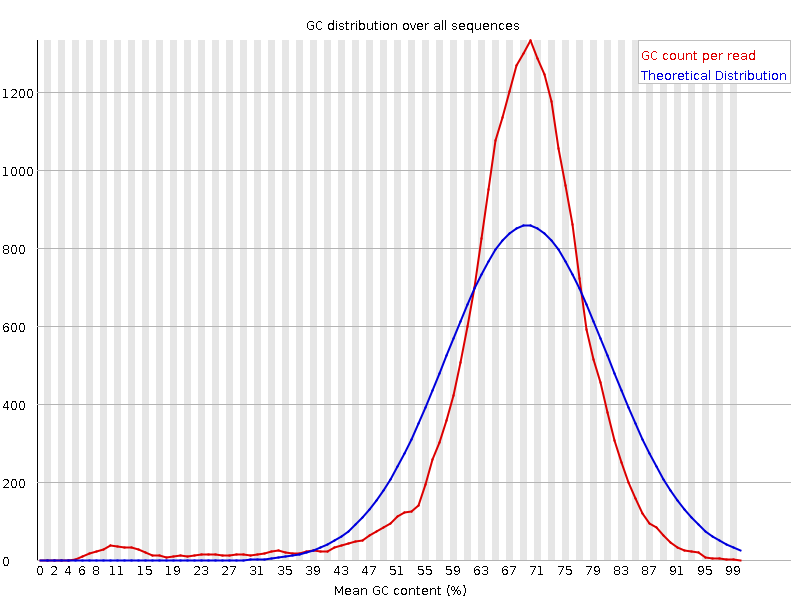 GC distribution over all sequences
GC count per read
Theoretical Distribution
1200
1000
800
600
400
200
0
0 2 4 6 8 11 15 19 23 27 31 35 39 43 47 51 55 59 63 67 71 75 79 83 87 91 95 99
Mean GC content (%)